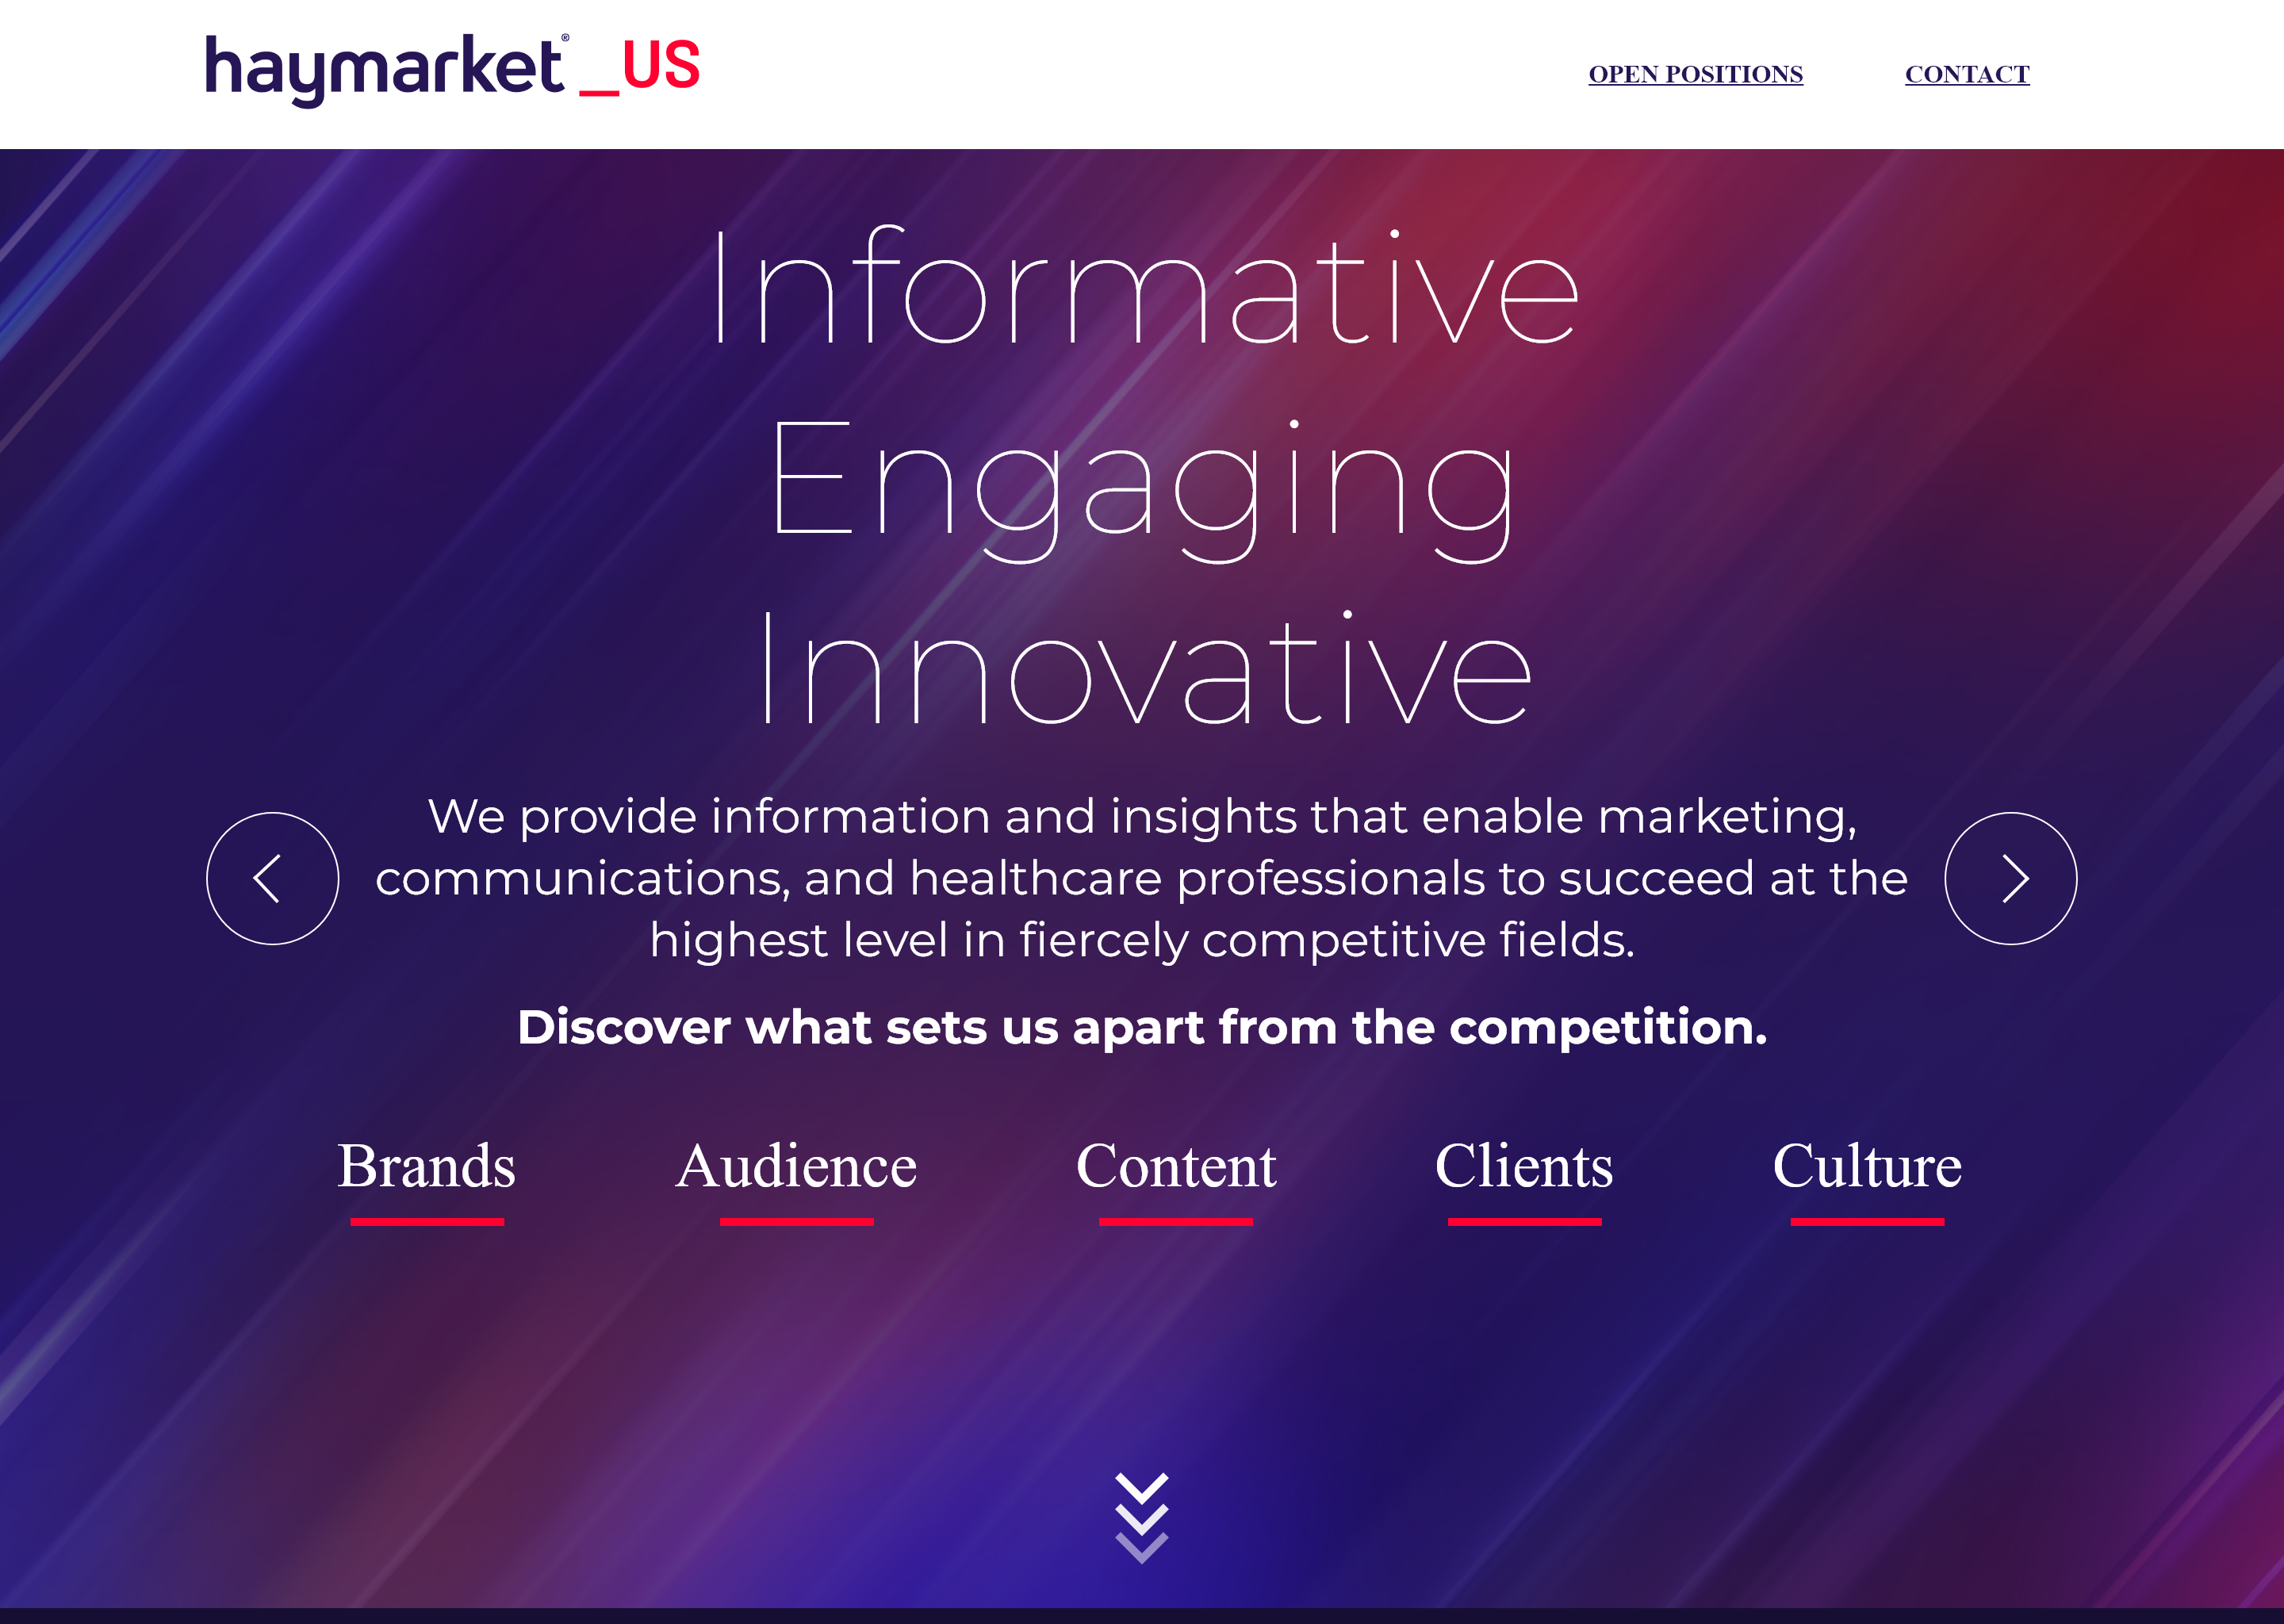 haymarket® _US
OPEN POSITIONS
CONTACT
Informative
Engaging
Innovative
We provide information and insights that enable marketing,
communications, and healthcare professionals to succeed at the
highest level in fiercely competitive fields.
Discover what sets us apart from the competition.
Brands
Audience
Content
Clients
Culture